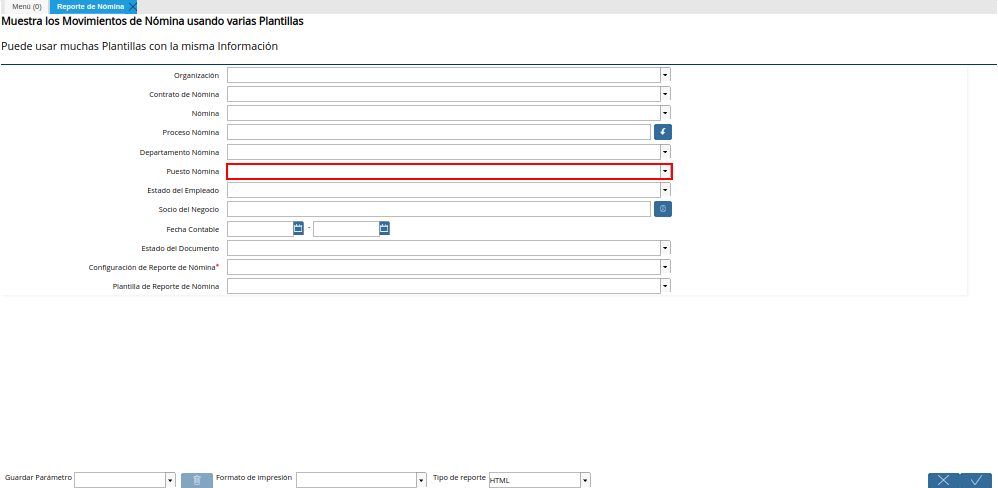 Menú (0) Reporte de Nómina
Muestra los Movimientos de Nómina usando varias Plantillas
Puede usar muchas Plantillas con la misma Información
Organización
Contrato de Nómina
Nómina
Proceso Nómina
Departamento Nómina
Puesto Nómina
Estado del Empleado
Socio del Negocio
Fecha Contable -
Estado del Documento
Configuración de Reporte de Nómina*
Plantilla de Reporte de Nómina
Guardar Parámetro Formato de impresión Tipo de reporte HTML